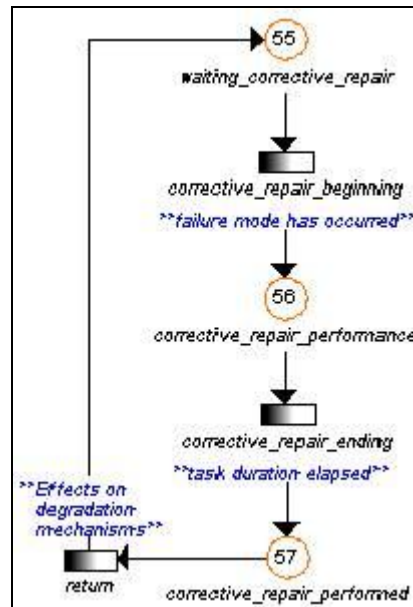 55
waiting_corrective_repair
corrective_repair_beginning
**failure mode has occurred**
56
corrective_repair_performance
corrective_repair_ending
**task duration elapsed**
**Effects on
degradation
mechanisms**
return
57
corrective_repair_performed